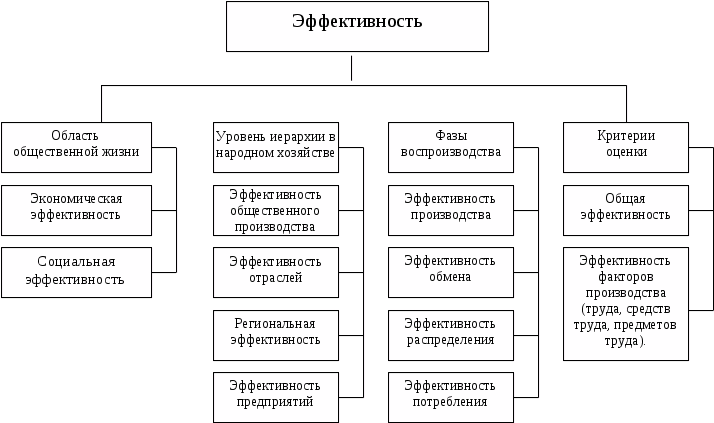 Эффективность
Область
общественной жизни
Экономическая
эффективность
Социальная
эффективность
Уровень иерархии в
народном хозяйстве
Эффективность
общественного
производства
Эффективность
отраслей
Региональная
эффективность
Эффективность
предприятий
Фазы
воспроизводства
Эффективность
производства
Эффективность
обмена
Эффективность
распределения
Эффективность
потребления
Критерии
оценки
Общая
эффективность
Эффективность
факторов
производства
(труда, средств
труда, предметов
труда).